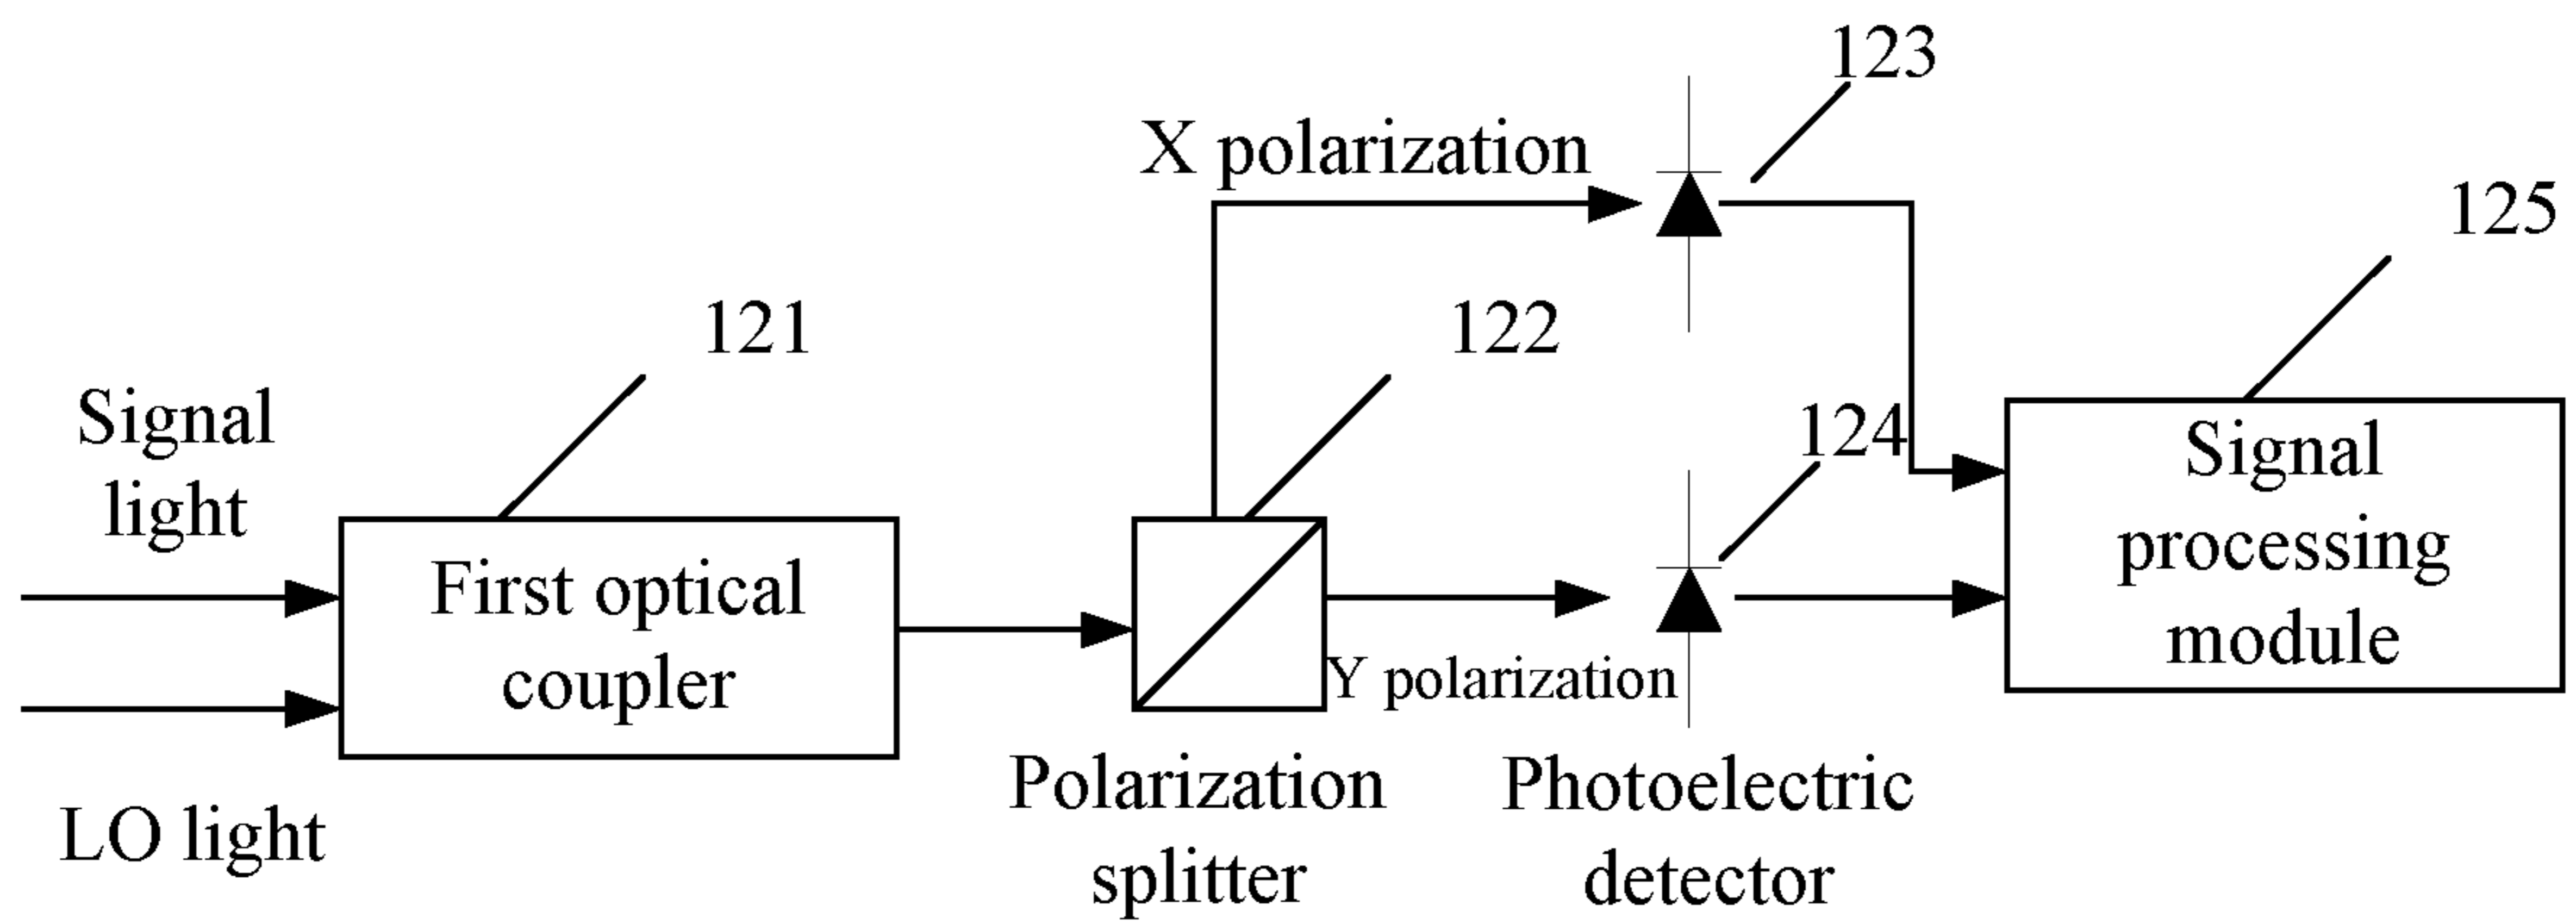 123
X polarization
125
121
122
Signal
light
124
Signal
processing
module
First optical
coupler
Y polarization
LO light
Polarization
splitter
Photoelectric
detector